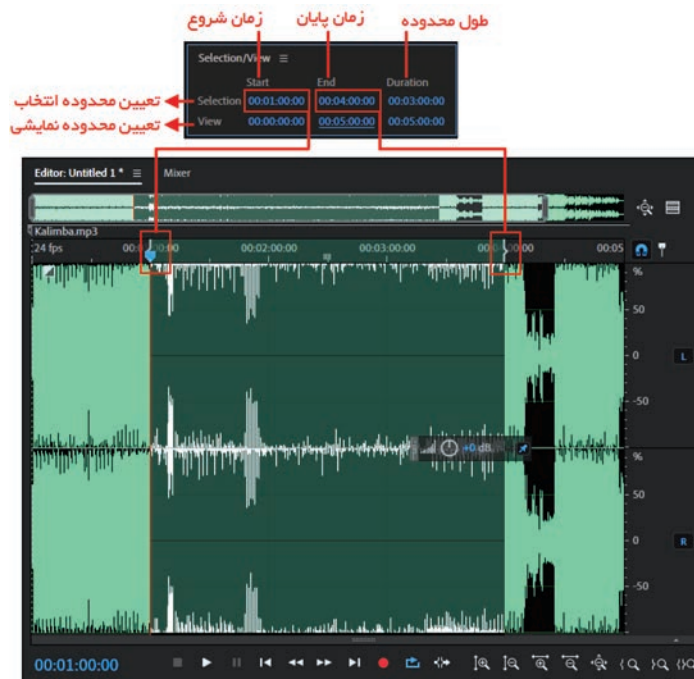 طول محدوده
زمان پایان
زمان شروع
Selection/View
Start End Duration
تعیین محدوده انتخاب
Selection 00:01:00:00 00:04:00:00 00:03:00:00
تعیین محدوده نمایشی
View 00:00:00:00 00:05:00:00 00:05:00:00
Editor: Untitled 1 * Mixer
Kalimba.mp3
24 fps 00:02:00:00 00:03:00:00 00:05
%
50
0
-50
L
+0 dB
%
50
0
-50
R
00:01:00:00